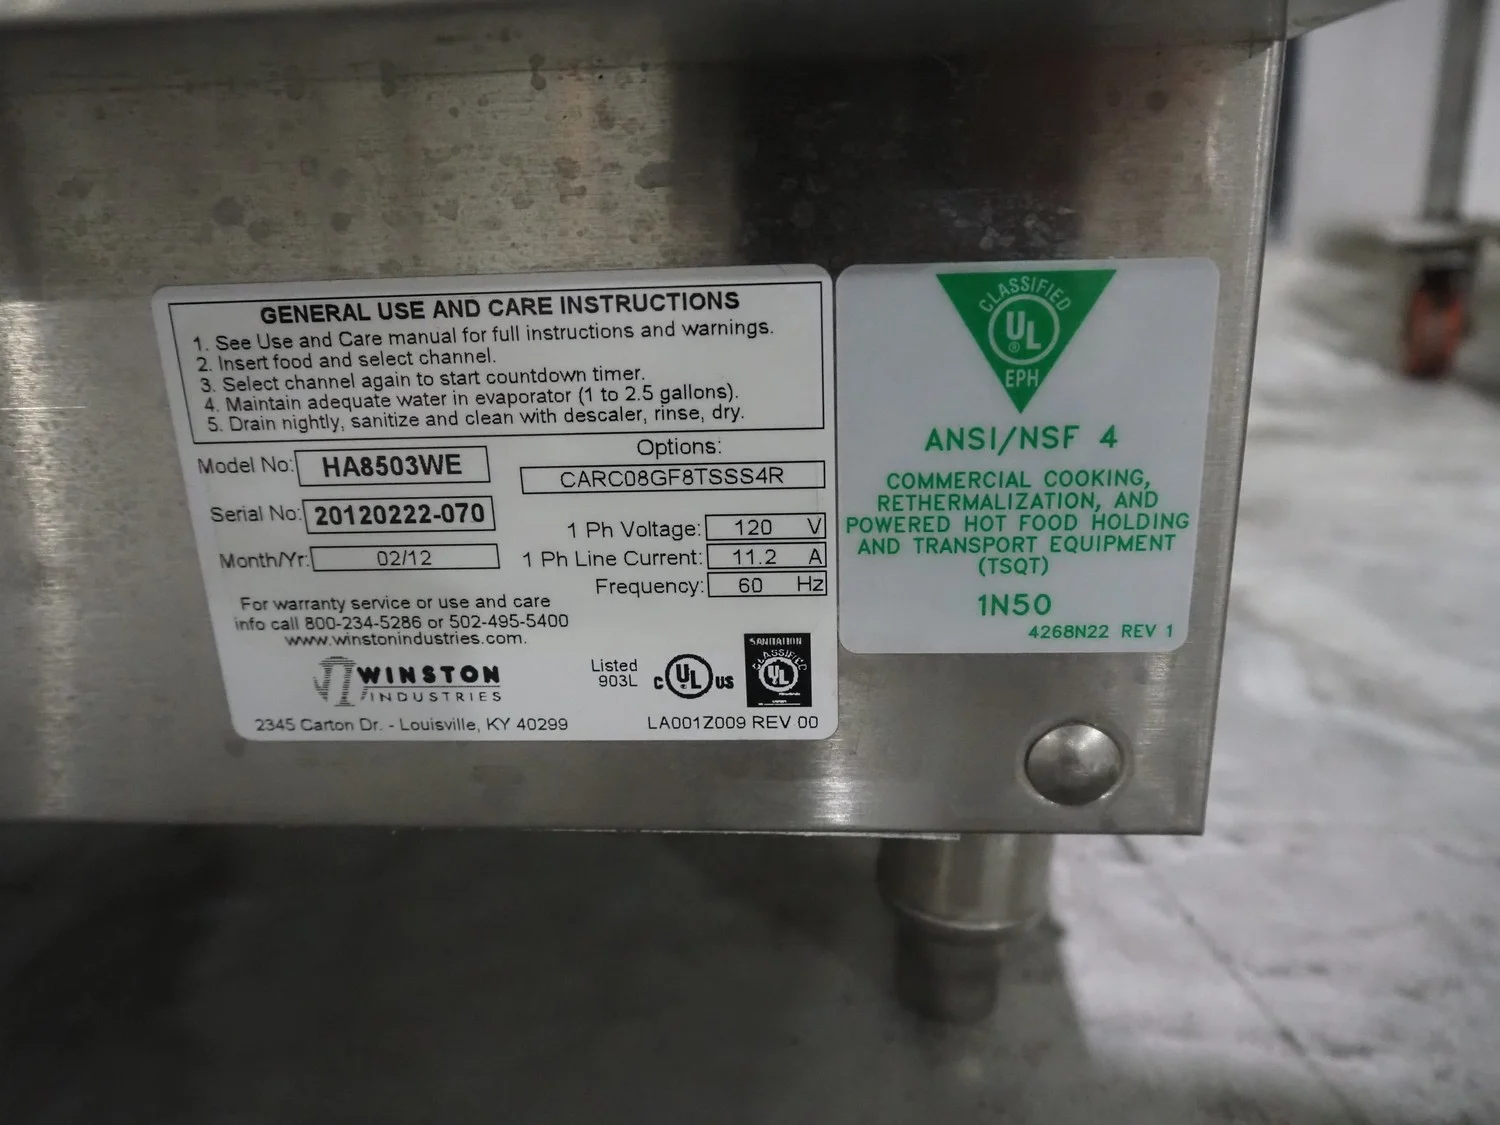 GENERAL USE AND CARE INSTRUCTIONS
1. See Use and Care manual for full instructions and warnings.
2. Insert food and select channel.
3. Select channel again to start countdown timer.
4. Maintain adequate water in evaporator (1 to 2.5 gallons).
5. Drain nightly, sanitize and clean with descaler, rinse, dry.
Model No: HA8503WE
Serial No: 20120222-070
Month/Yr: 02/12
Options:
CARC08GF8TSSS4R
1 Ph Voltage: 120 V
1 Ph Line Current: 11.2 A
Frequency: 60 Hz
For warranty service or use and care
info call 800-234-5286 or 502-495-5400
www.winstonindustries.com.
WINSTON
INDUSTRIES
2345 Carton Dr. - Louisville, KY 40299
Listed
903L
C UL US
®
SANITATION
CLASSIFIED
UL
LA001Z009 REV 00
CLASSIFIED
UL
®
EPH
ANSI/NSF 4
COMMERCIAL COOKING,
RETHERMALIZATION, AND
POWERED HOT FOOD HOLDING
AND TRANSPORT EQUIPMENT
(TSQT)
1N50
4268N22 REV 1